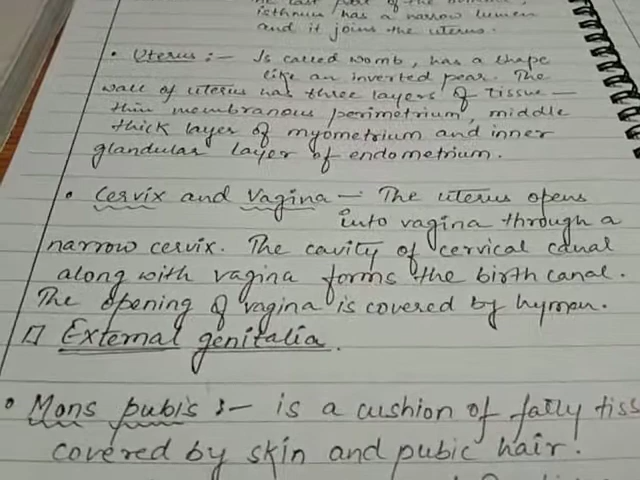 isthmus has a narrow lumen
and it joins the uterus.
• Uterus :— Is called womb, has a shape
like an inverted pear. The
wall of uterus has three layers of tissue —
thin membranous perimetrium, middle
thick layer of myometrium and inner
glandular layer of endometrium.
• Cervix and Vagina — The uterus opens
into vagina through a
narrow cervix. The cavity of cervical canal
along with vagina forms the birth canal.
The opening of vagina is covered by hymen.
□ External genitalia.
• Mons pubis :— is a cushion of fatty tiss
covered by skin and pubic hair.